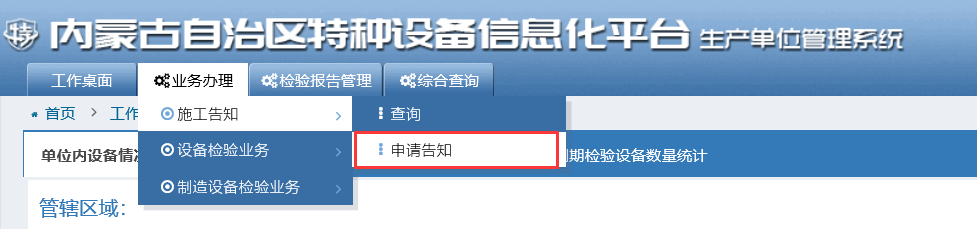 特 内蒙古自治区特种设备信息化平台 生产单位管理系统
工作桌面 业务办理 检验报告管理 综合查询
首页 > 工作
施工告知 >
查询
单位内设备情况
设备检验业务 >
申请告知
期检验设备数量统计
制造设备检验业务 >
管辖区域：